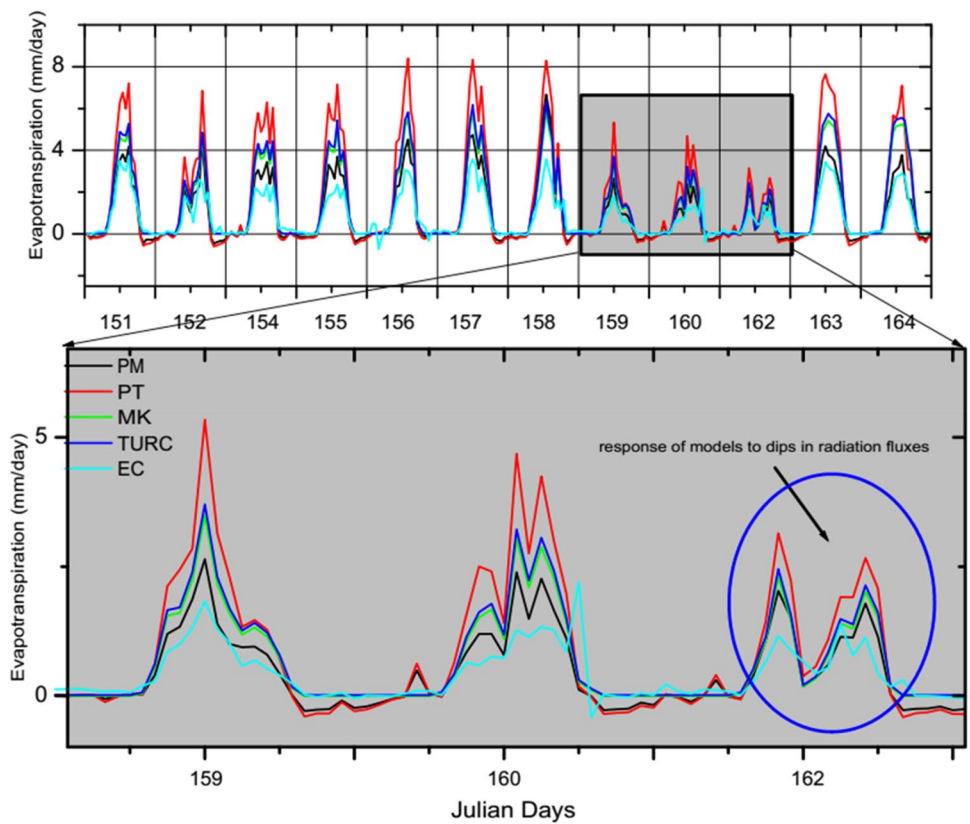 Evapotranspiration (mm/day)
8
4
0
151 152 154 155 156 157 158 159 160 162 163 164
PM
PT
MK
TURC
EC
Evapotranspiration (mm/day)
5
0
response of models to dips in radiation fluxes
159 160 162
Julian Days